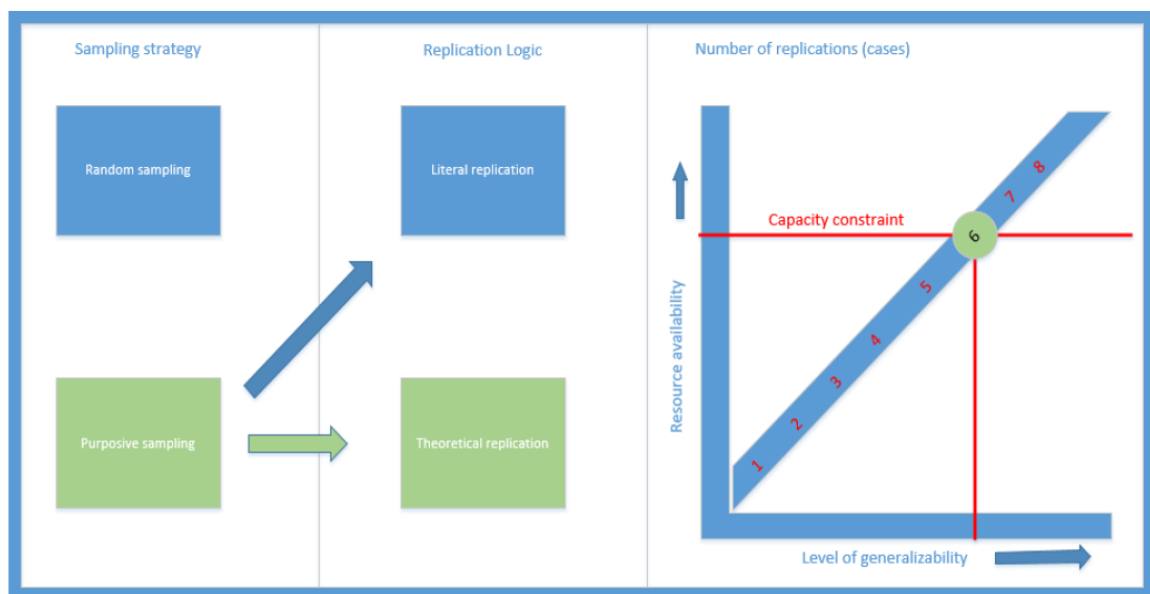 Sampling strategy
Replication Logic
Number of replications (cases)
Random sampling
Literal replication
Purposive sampling
Theoretical replication
Resource availability
Capacity constraint
1
2
3
4
5
6
7
8
Level of generalizability